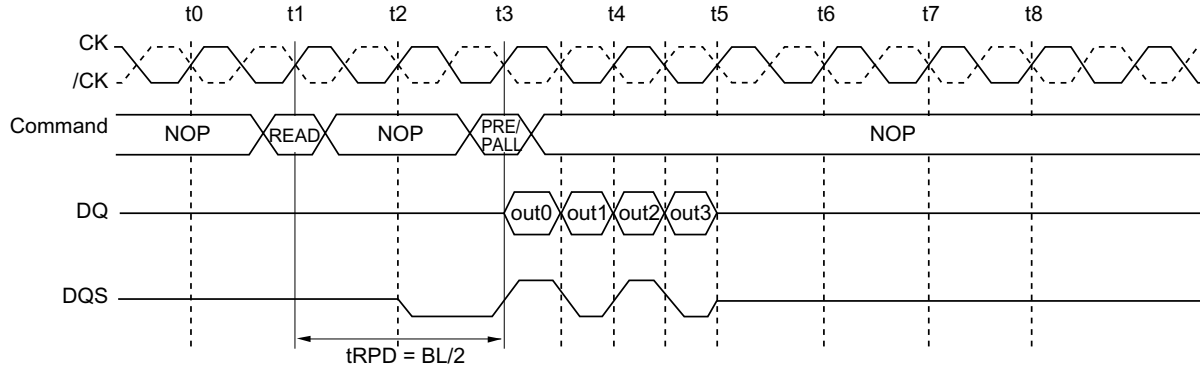 t0 t1 t2 t3 t4 t5 t6 t7 t8
CK
/CK
Command NOP READ NOP PRE/ PALL NOP
DQ out0 out1 out2 out3
DQS
tRPD = BL/2